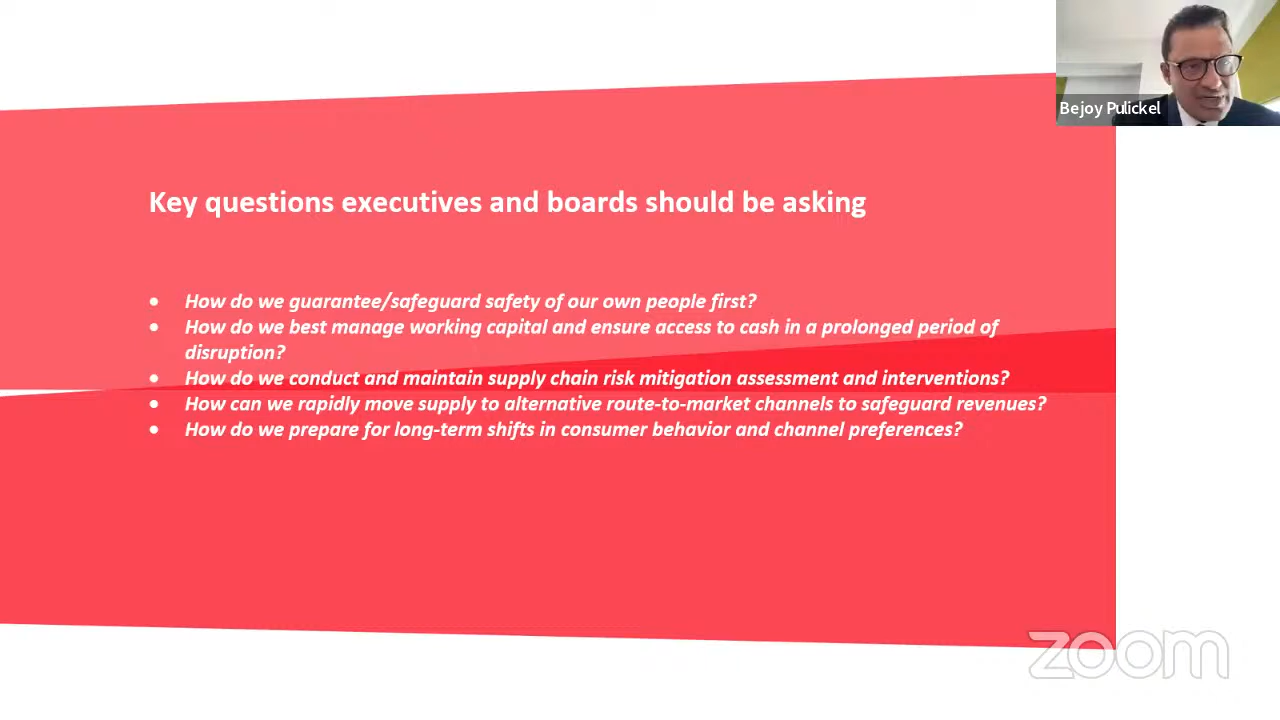 Bejoy Pulickel
Key questions executives and boards should be asking
● How do we guarantee/safeguard safety of our own people first?
● How do we best manage working capital and ensure access to cash in a prolonged period of
disruption?
● How do we conduct and maintain supply chain risk mitigation assessment and interventions?
● How can we rapidly move supply to alternative route-to-market channels to safeguard revenues?
● How do we prepare for long-term shifts in consumer behavior and channel preferences?
zoom